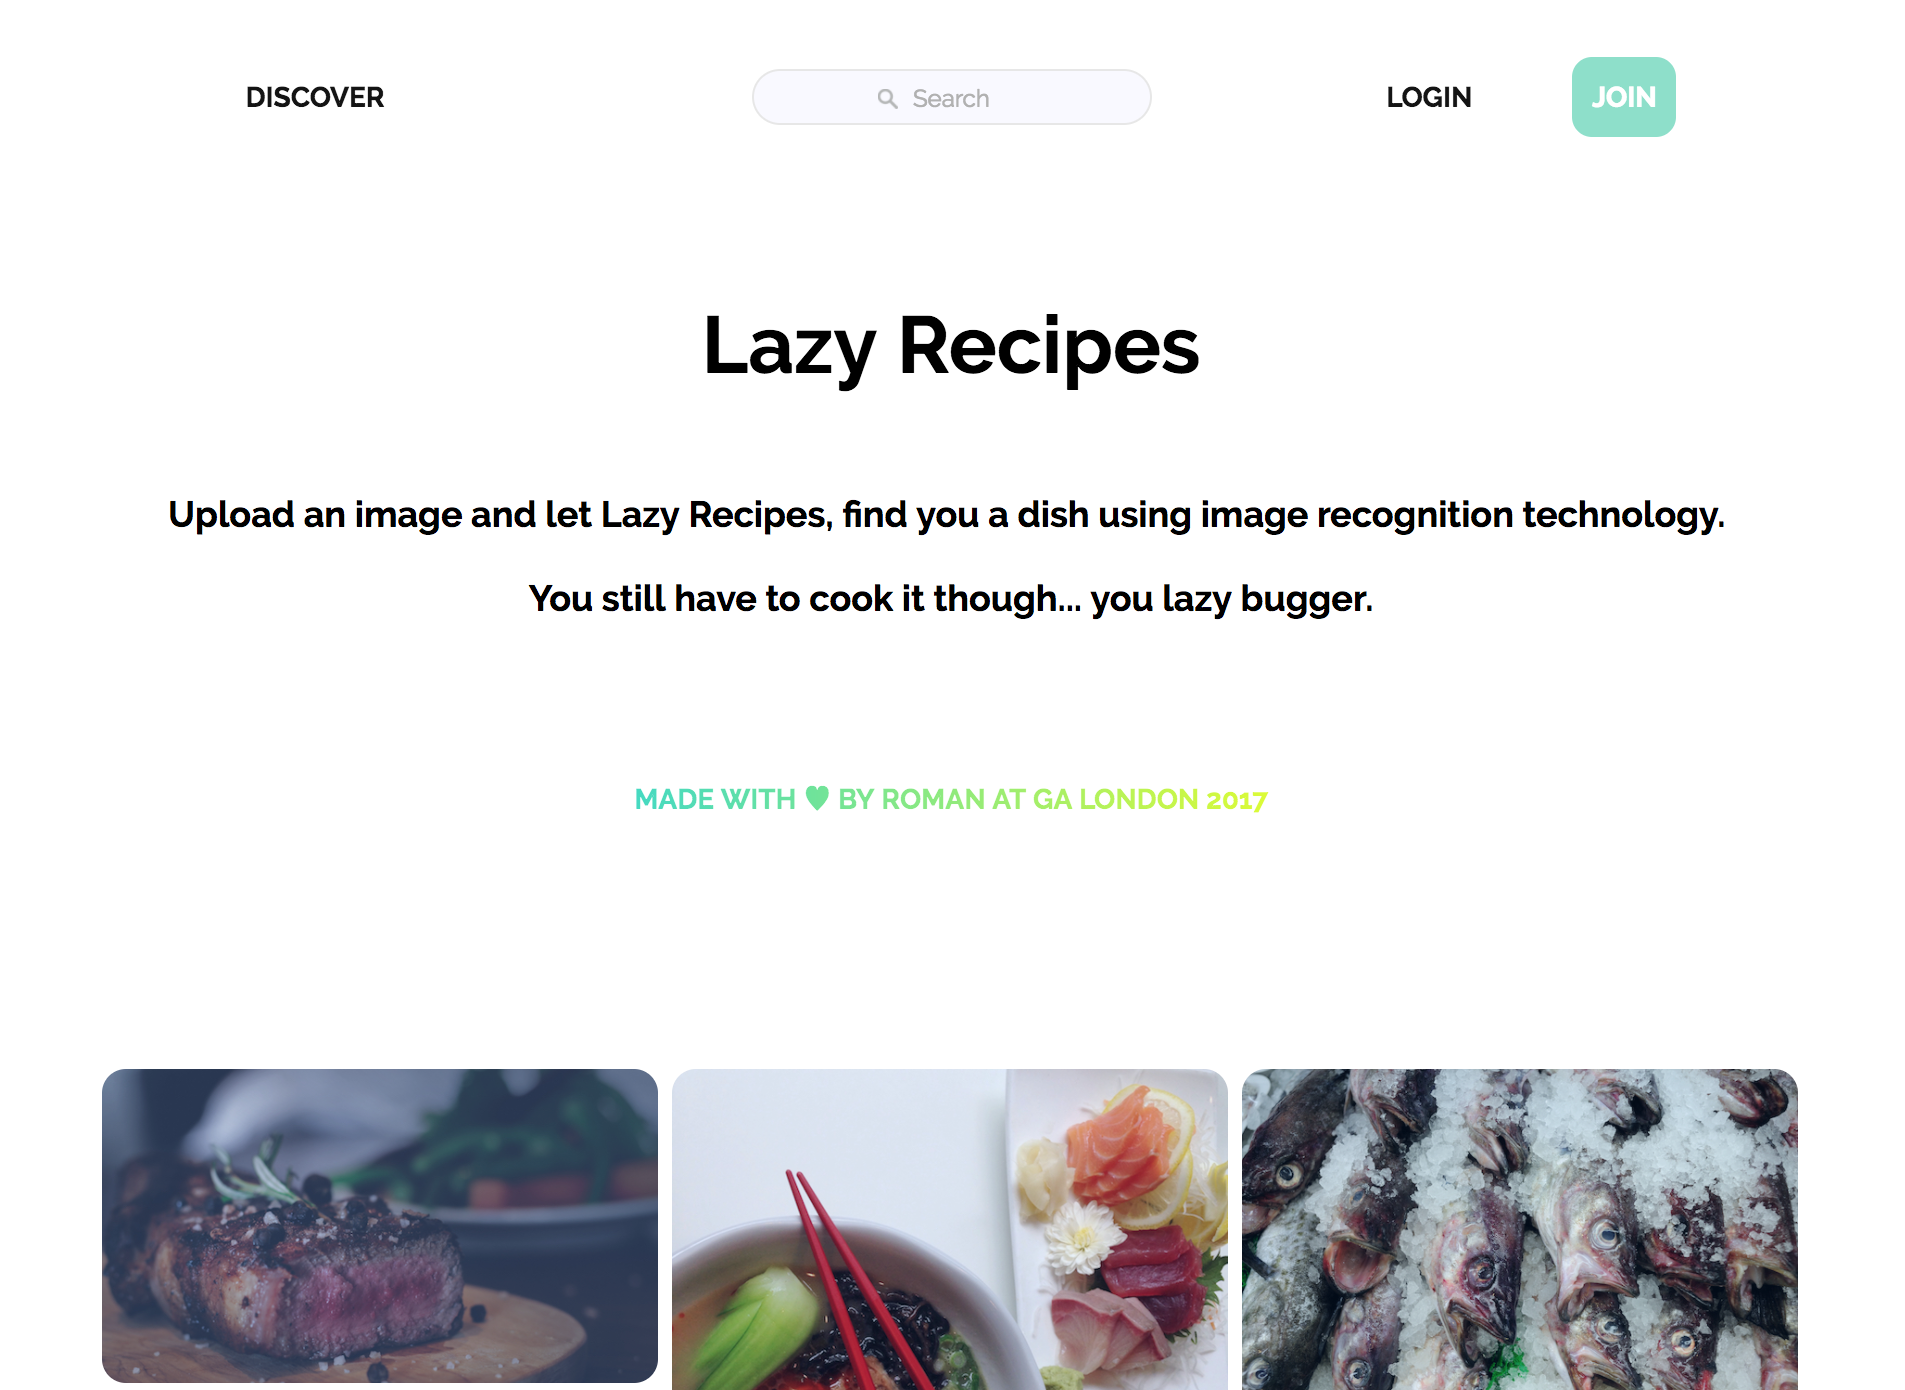 DISCOVER
Search
LOGIN
JOIN
Lazy Recipes
Upload an image and let Lazy Recipes, find you a dish using image recognition technology.
You still have to cook it though... you lazy bugger.
MADE WITH ♥ BY ROMAN AT GA LONDON 2017